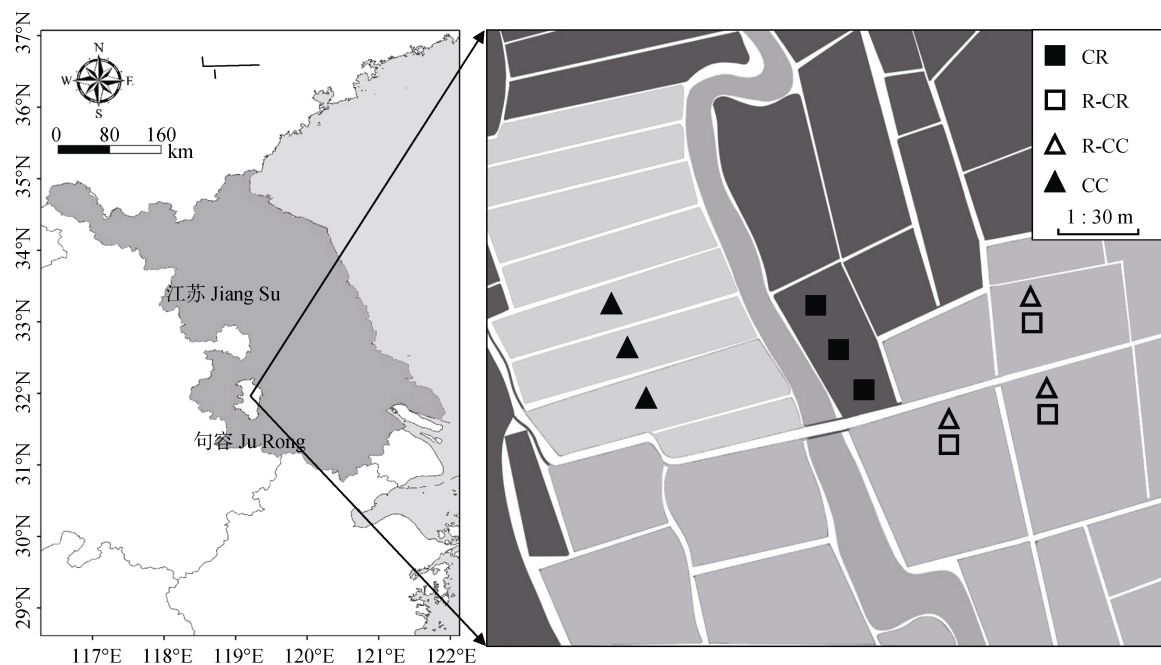 N
W E
S
0 80 160
km
37°N
36°N
35°N
34°N
33°N
32°N
31°N
30°N
29°N
117°E 118°E 119°E 120°E 121°E 122°E
江苏 Jiang Su
句容 Ju Rong
CR
R-CR
R-CC
CC
1 : 30 m